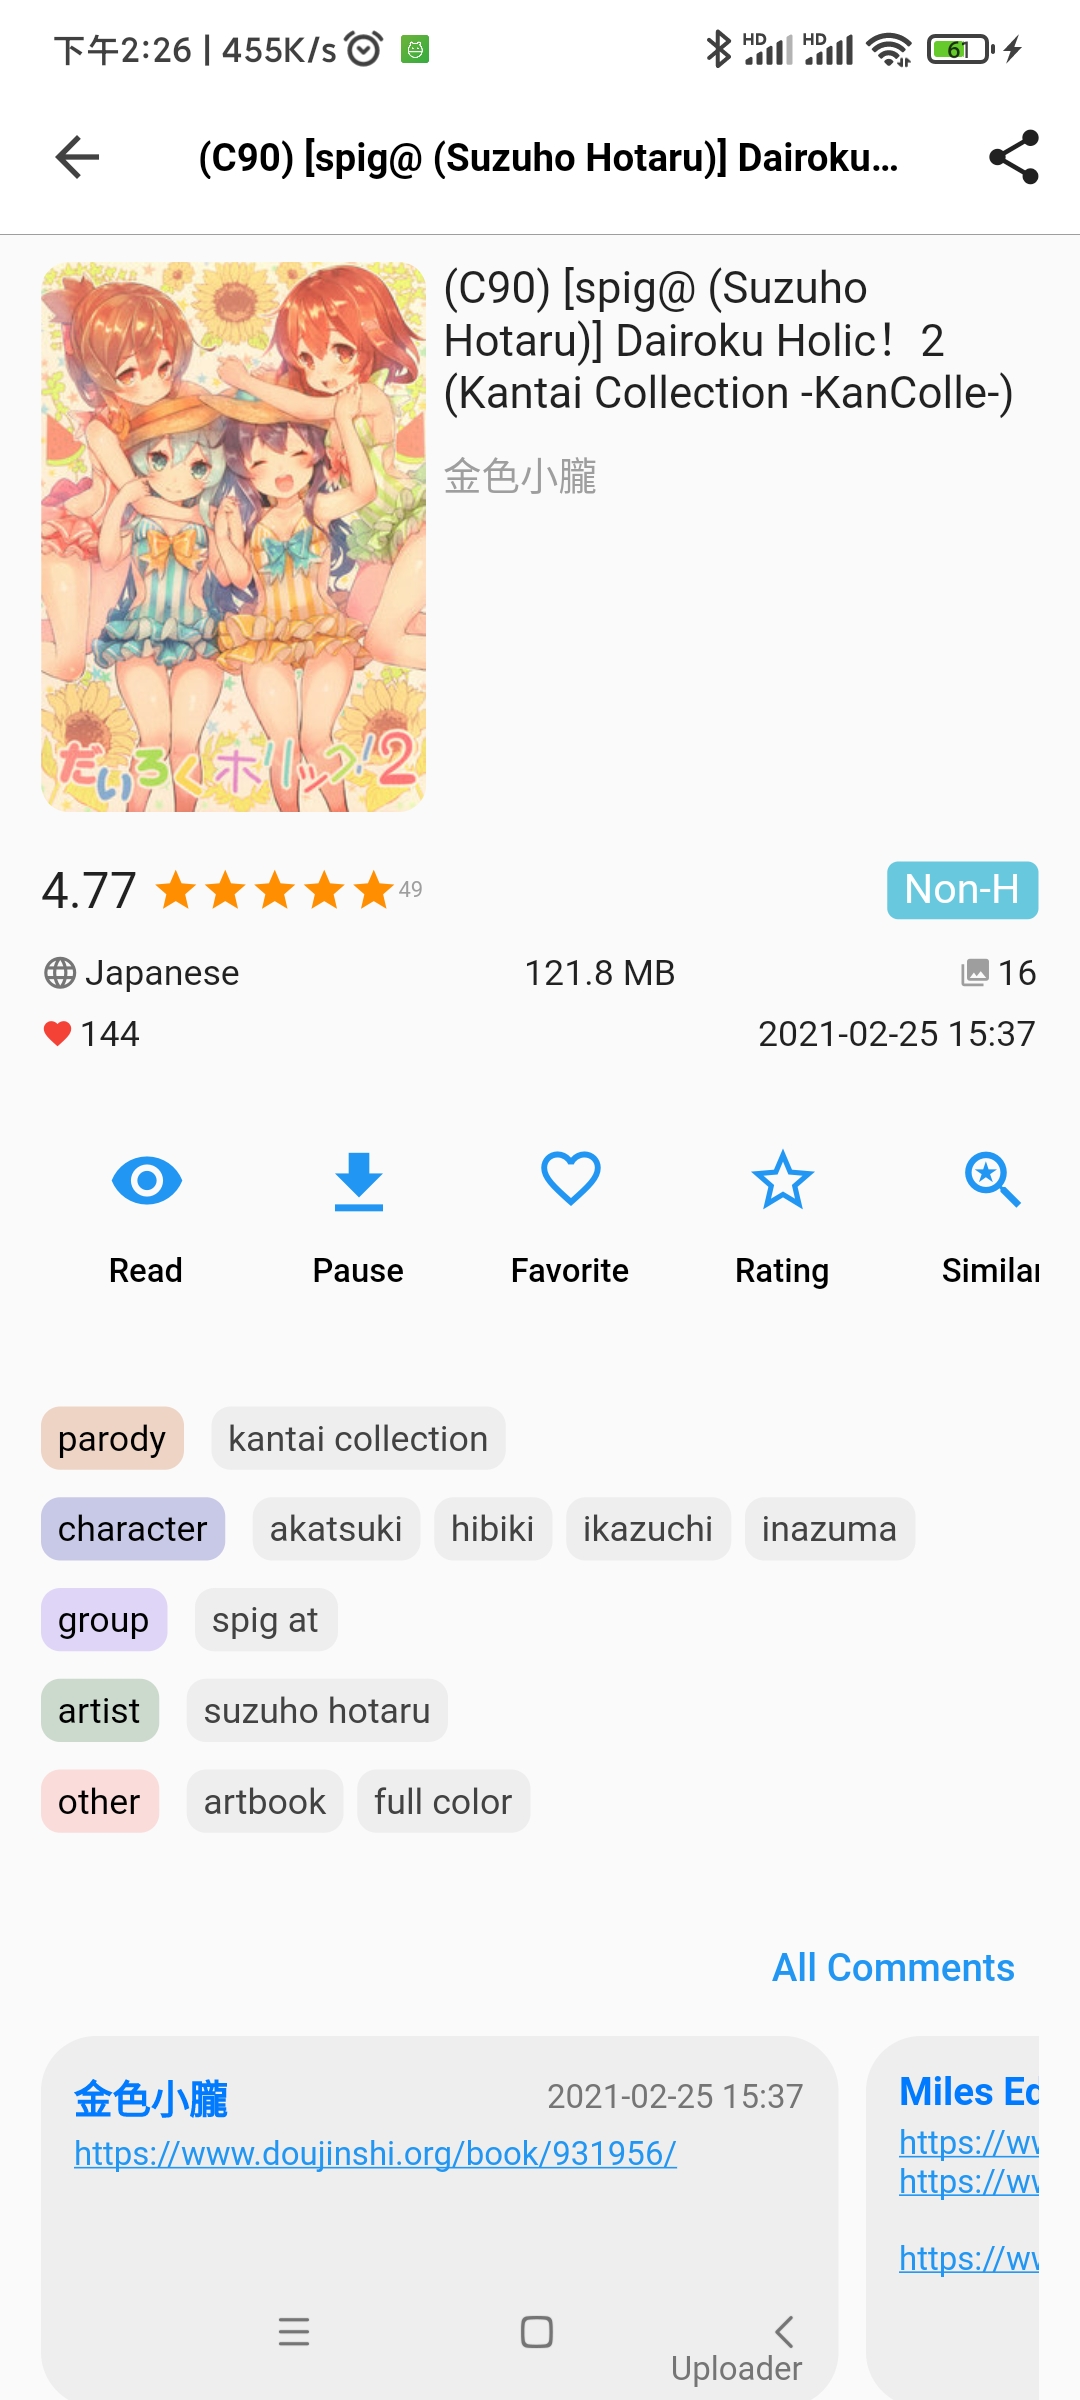 下午2:26 | 455K/s
HD HD 61
(C90) [spig@ (Suzuho Hotaru)] Dairoku...
(C90) [spig@ (Suzuho
Hotaru)] Dairoku Holic！2
(Kantai Collection -KanColle-)
金色小朧
だいろくホリック!2
4.77 49
Non-H
Japanese 121.8 MB 16
144 2021-02-25 15:37
Read Pause Favorite Rating Similar
parody kantai collection
character akatsuki hibiki ikazuchi inazuma
group spig at
artist suzuho hotaru
other artbook full color
All Comments
金色小朧 2021-02-25 15:37
https://www.doujinshi.org/book/931956/
Uploader
Miles Ed
https://ww
https://ww
https://ww